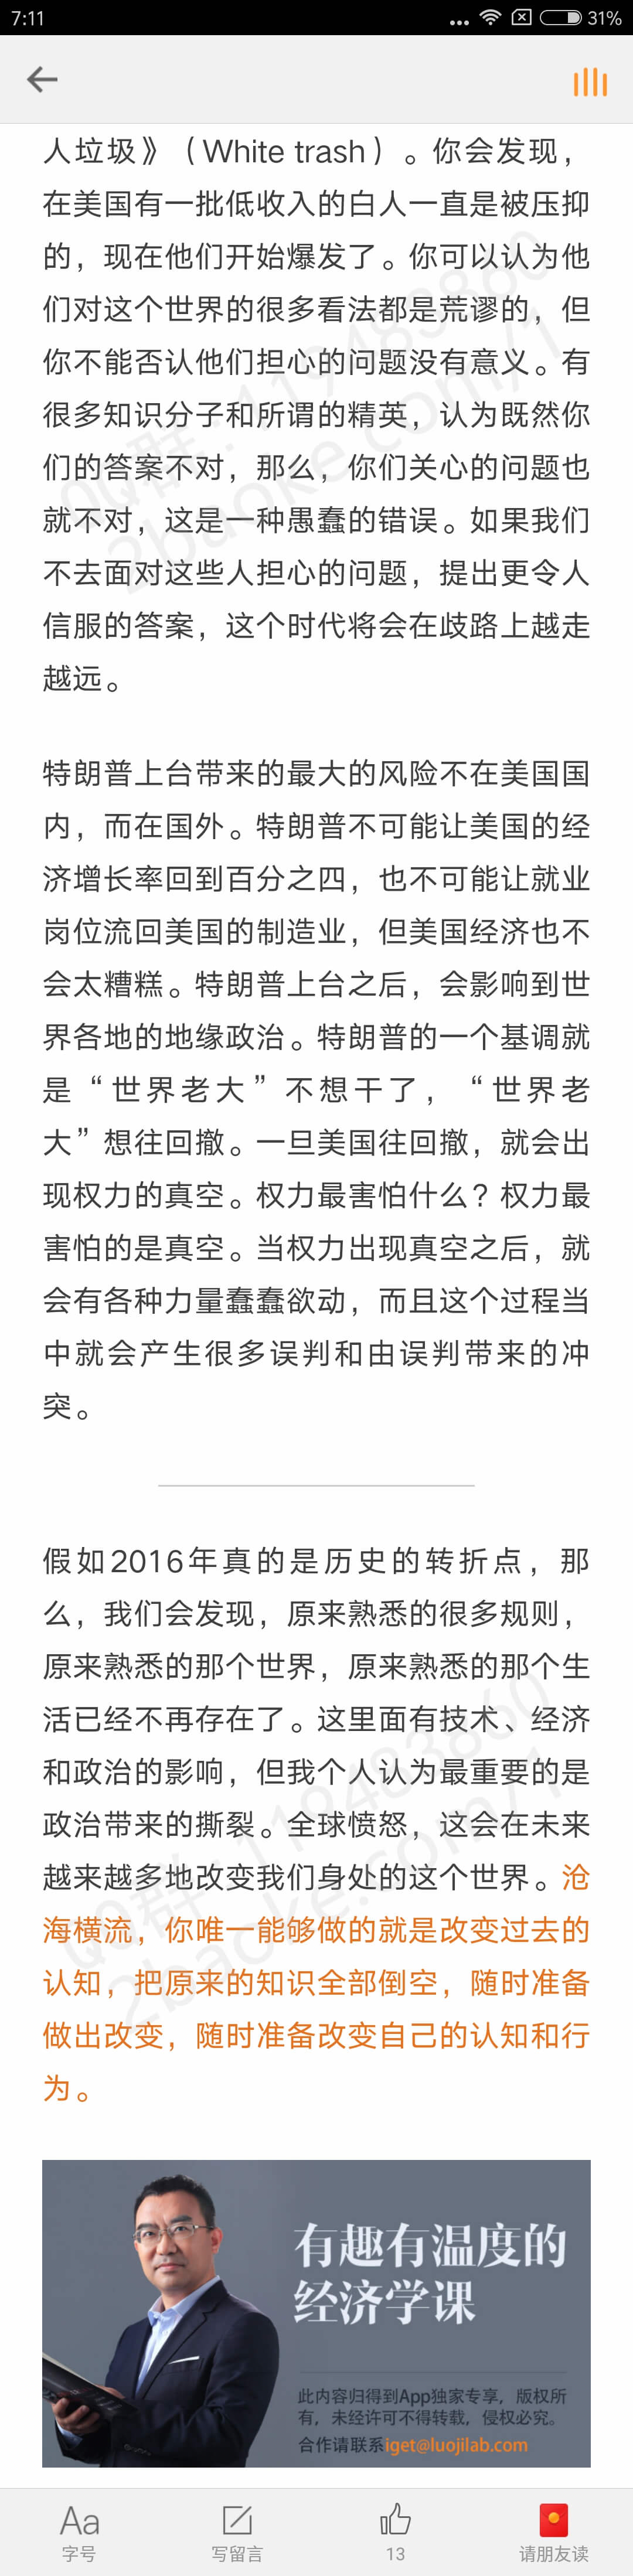 7:11
31%
人垃圾》（White trash）。你会发现，
在美国有一批低收入的白人一直是被压抑
的，现在他们开始爆发了。你可以认为他
们对这个世界的很多看法都是荒谬的，但
你不能否认他们担心的问题没有意义。有
很多知识分子和所谓的精英，认为既然你
们的答案不对，那么，你们关心的问题也
就不对，这是一种愚蠢的错误。如果我们
不去面对这些人担心的问题，提出更令人
信服的答案，这个时代将会在歧路上越走
越远。
QQ群：119483860
2baoke.com/1
特朗普上台带来的最大的风险不在美国国
内，而在国外。特朗普不可能让美国的经
济增长率回到百分之四，也不可能让就业
岗位流回美国的制造业，但美国经济也不
会太糟糕。特朗普上台之后，会影响到世
界各地的地缘政治。特朗普的一个基调就
是“世界老大”不想干了，“世界老
大”想往回撤。一旦美国往回撤，就会出
现权力的真空。权力最害怕什么？权力最
害怕的是真空。当权力出现真空之后，就
会有各种力量蠢蠢欲动，而且这个过程当
中就会产生很多误判和由误判带来的冲
突。
假如2016年真的是历史的转折点，那
么，我们会发现，原来熟悉的很多规则，
原来熟悉的那个世界，原来熟悉的那个生
活已经不再存在了。这里面有技术、经济
和政治的影响，但我个人认为最重要的是
政治带来的撕裂。全球愤怒，这会在未来
越来越多地改变我们身处的这个世界。沧
海横流，你唯一能够做的就是改变过去的
认知，把原来的知识全部倒空，随时准备
做出改变，随时准备改变自己的认知和行
为。
QQ群：119483860
2baoke.com/1
有趣有温度的
经济学课
此内容归得到App独家专享，版权所
有，未经许可不得转载，侵权必究。
合作请联系iget@luojilab.com
Aa
字号
写留言
13
请朋友读